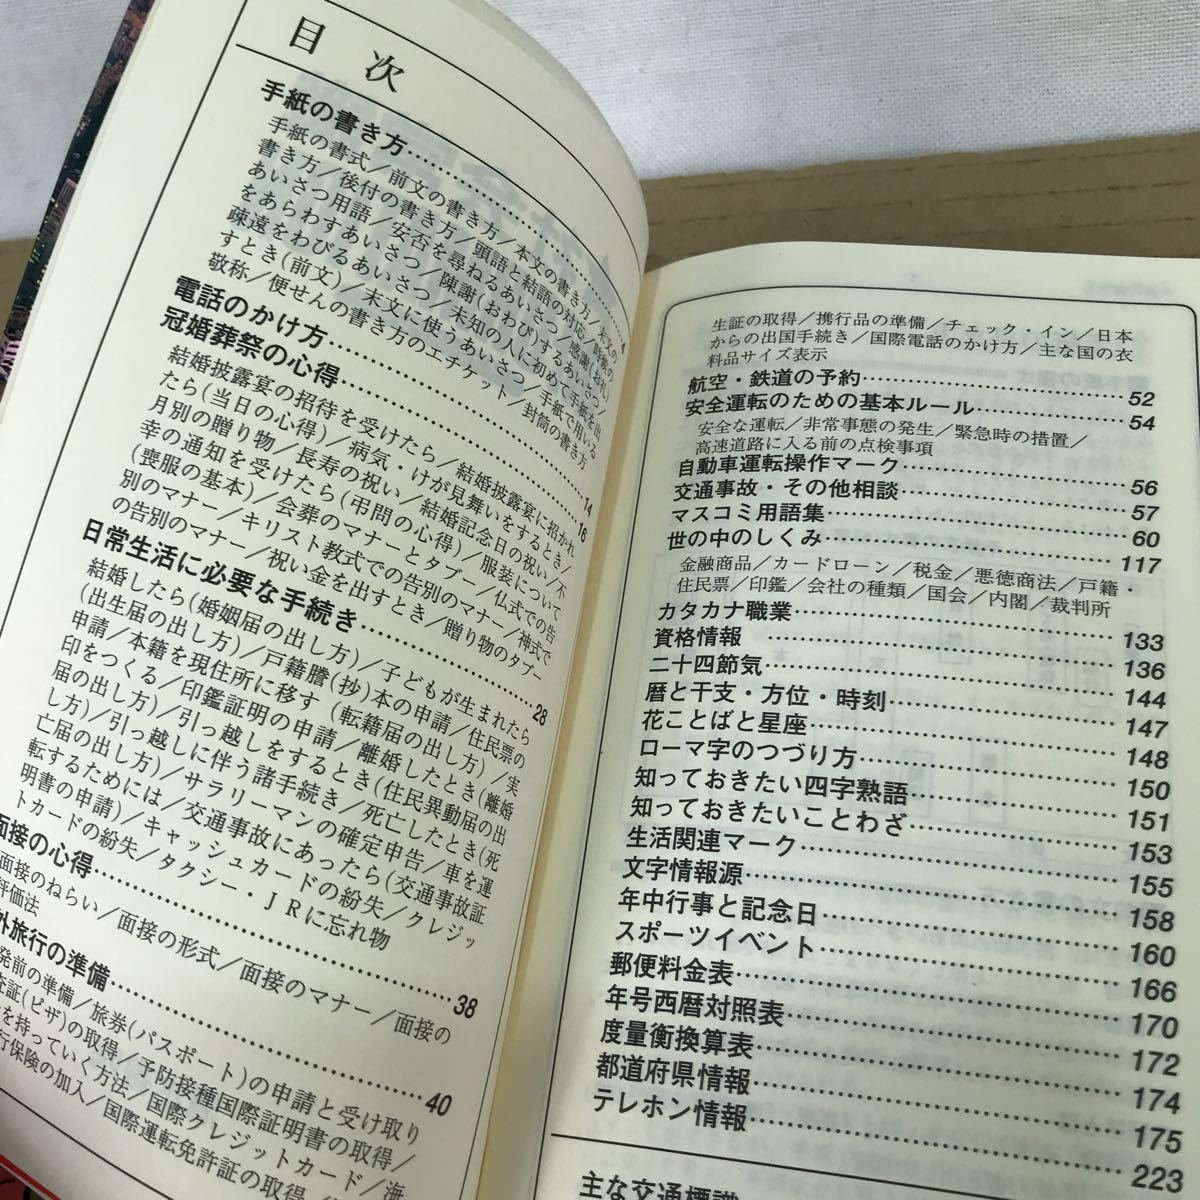 目次
手紙の書き方……4
手紙の書式／前文の書き方／本文の書き方／末文の
書き方／後付の書き方／頭語と結語の対応／時候の
あいさつ用語／安否を尋ねるあいさつ／感謝(お礼)
をあらわすあいさつ／陳謝(おわび)するあいさつ／
疎遠をわびるあいさつ／未知の人に初めて手紙を出
すとき(前文)／末文に使うあいさつ／手紙で用いる
敬称／便せんの書き方のエチケット／封筒の書き方
電話のかけ方……14
冠婚葬祭の心得……16
結婚披露宴の招待を受けたら／結婚披露宴に招かれ
たら(当日の心得)／病気・けが見舞いをするとき／
月別の贈り物／長寿の祝い／結婚記念日の祝い／不
幸の通知を受けたら(弔問の心得)／服装について
(喪服の基本)／会葬のマナーとタブー／仏式での告
別のマナー／キリスト教式での告別のマナー／神式で
の告別のマナー／祝い金を出すとき／贈り物のタブー
日常生活に必要な手続き……28
結婚したら(婚姻届の出し方)／子どもが生まれたら
(出生届の出し方)／戸籍謄(抄)本の申請／住民票の
申請／本籍を現住所に移す(転籍届の出し方)／実
印をつくる／印鑑証明の申請／離婚したとき(離婚
届の出し方)／引っ越しをするとき(住民異動届の出
し方)／引っ越しに伴う諸手続き／死亡したとき(死
亡届の出し方)／サラリーマンの確定申告／車を運
転するためには／交通事故にあったら(交通事故証
明書の申請)／キャッシュカードの紛失／クレジッ
トカードの紛失／タクシー・JRに忘れ物
面接の心得……38
面接のねらい／面接の形式／面接のマナー／面接の
評価法
外旅行の準備……40
発前の準備／旅券(パスポート)の申請と受け取り
査証(ビザ)の取得／予防接種国際証明書の取得／
を持っていく方法／国際クレジットカード／海
行保険の加入／国際運転免許証の取得／
生証の取得／携行品の準備／チェック・イン／日本
からの出国手続き／国際電話のかけ方／主な国の衣
料品サイズ表示
航空・鉄道の予約……52
安全運転のための基本ルール……54
安全な運転／非常事態の発生／緊急時の措置／
高速道路に入る前の点検事項
自動車運転操作マーク……56
交通事故・その他相談……57
マスコミ用語集……60
世の中のしくみ……117
金融商品／カードローン／税金／悪徳商法／戸籍・
住民票／印鑑／会社の種類／国会／内閣／裁判所
カタカナ職業……133
資格情報……136
二十四節気……144
暦と干支・方位・時刻……147
花ことばと星座……148
ローマ字のつづり方……150
知っておきたい四字熟語……151
知っておきたいことわざ……153
生活関連マーク……155
文字情報源……158
年中行事と記念日……160
スポーツイベント……166
郵便料金表……170
年号西暦対照表……172
度量衡換算表……174
都道府県情報……175
テレホン情報……223
主な交通標識